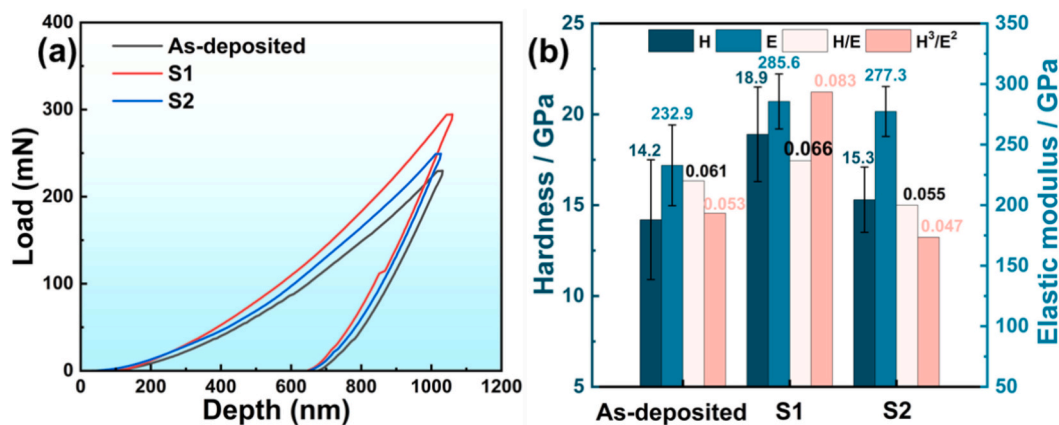 (a)
As-deposited
S1
S2
Load (mN)
400
300
200
100
0
0 200 400 600 800 1000 1200
Depth (nm)
(b)
H E H/E H³/E²
Hardness / GPa
25
20
15
10
5
Elastic modulus / GPa
350
300
250
200
150
100
50
14.2
232.9
0.061
0.053
18.9
285.6
0.066
0.083
15.3
277.3
0.055
0.047
As-deposited S1 S2